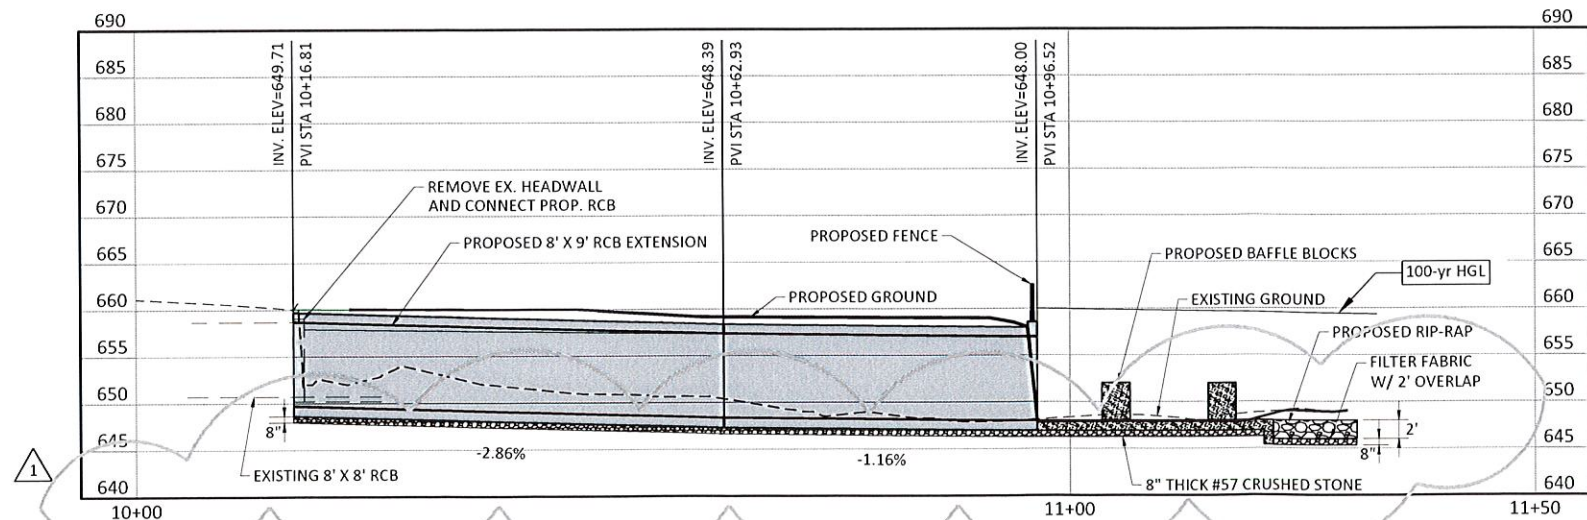 690
690
685
685
680
680
675
675
670
670
665
665
660
660
655
655
650
650
645
645
640
640
INV. ELEV=649.71
PVI STA 10+16.81
INV. ELEV=648.39
PVI STA 10+62.93
INV. ELEV=648.00
PVI STA 10+96.52
REMOVE EX. HEADWALL
AND CONNECT PROP. RCB
PROPOSED 8' X 9' RCB EXTENSION
PROPOSED FENCE
PROPOSED GROUND
PROPOSED BAFFLE BLOCKS
100-yr HGL
EXISTING GROUND
PROPOSED RIP-RAP
FILTER FABRIC
W/ 2' OVERLAP
8"
2'
8"
-2.86%
-1.16%
1
EXISTING 8' X 8' RCB
8" THICK #57 CRUSHED STONE
10+00
11+00
11+50